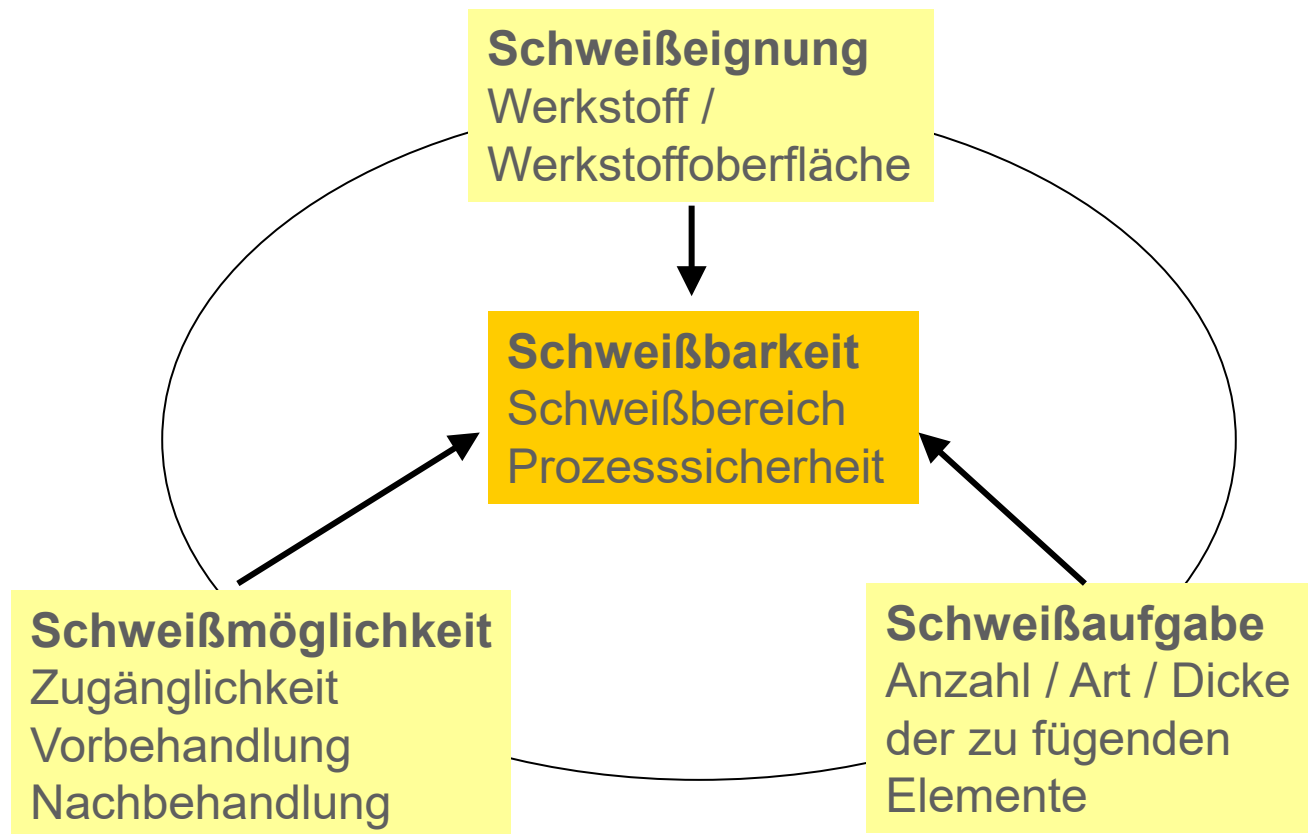 Schweißeignung
Werkstoff /
Werkstoffoberfläche
Schweißbarkeit
Schweißbereich
Prozesssicherheit
Schweißmöglichkeit
Zugänglichkeit
Vorbehandlung
Nachbehandlung
Schweißaufgabe
Anzahl / Art / Dicke
der zu fügenden
Elemente